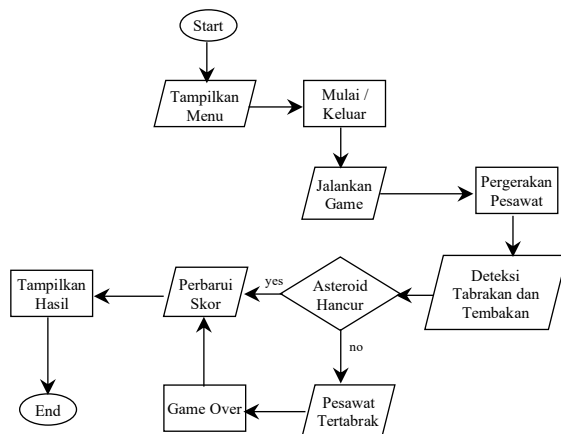 Start
Tampilkan
Menu
Mulai /
Keluar
Jalankan
Game
Pergerakan
Pesawat
Deteksi
Tabrakan dan
Tembakan
Asteroid
Hancur
yes
no
Perbarui
Skor
Tampilkan
Hasil
Pesawat
Tertabrak
Game Over
End